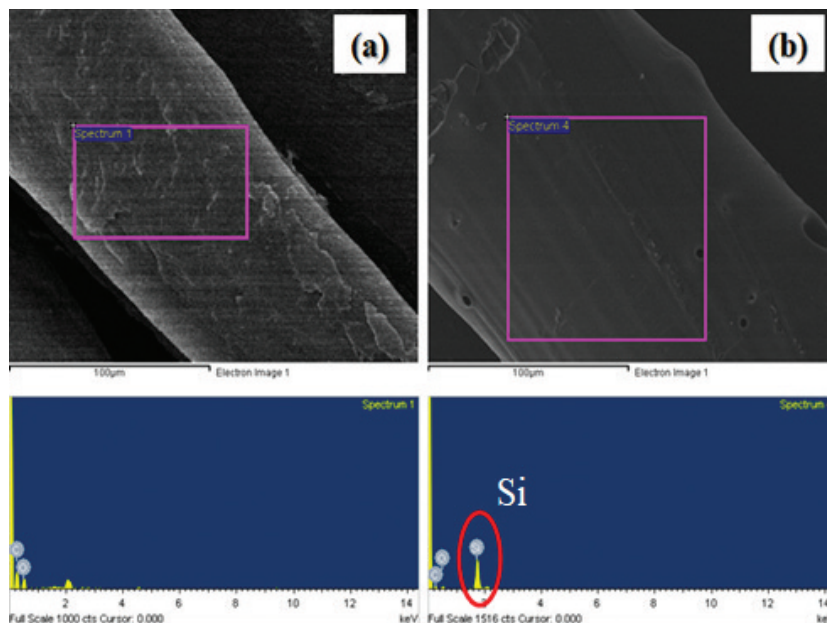 (a)
Spectrum 1
100µm
Electron Image 1
(b)
Spectrum 4
100µm
Electron Image 1
Spectrum 1
2 4 6 8 10 12 14
Full Scale 1000 cts Cursor: 0.000 keV
Spectrum
Si
2 4 6 8 10 12 14
Full Scale 1516 cts Cursor: 0.000 keV